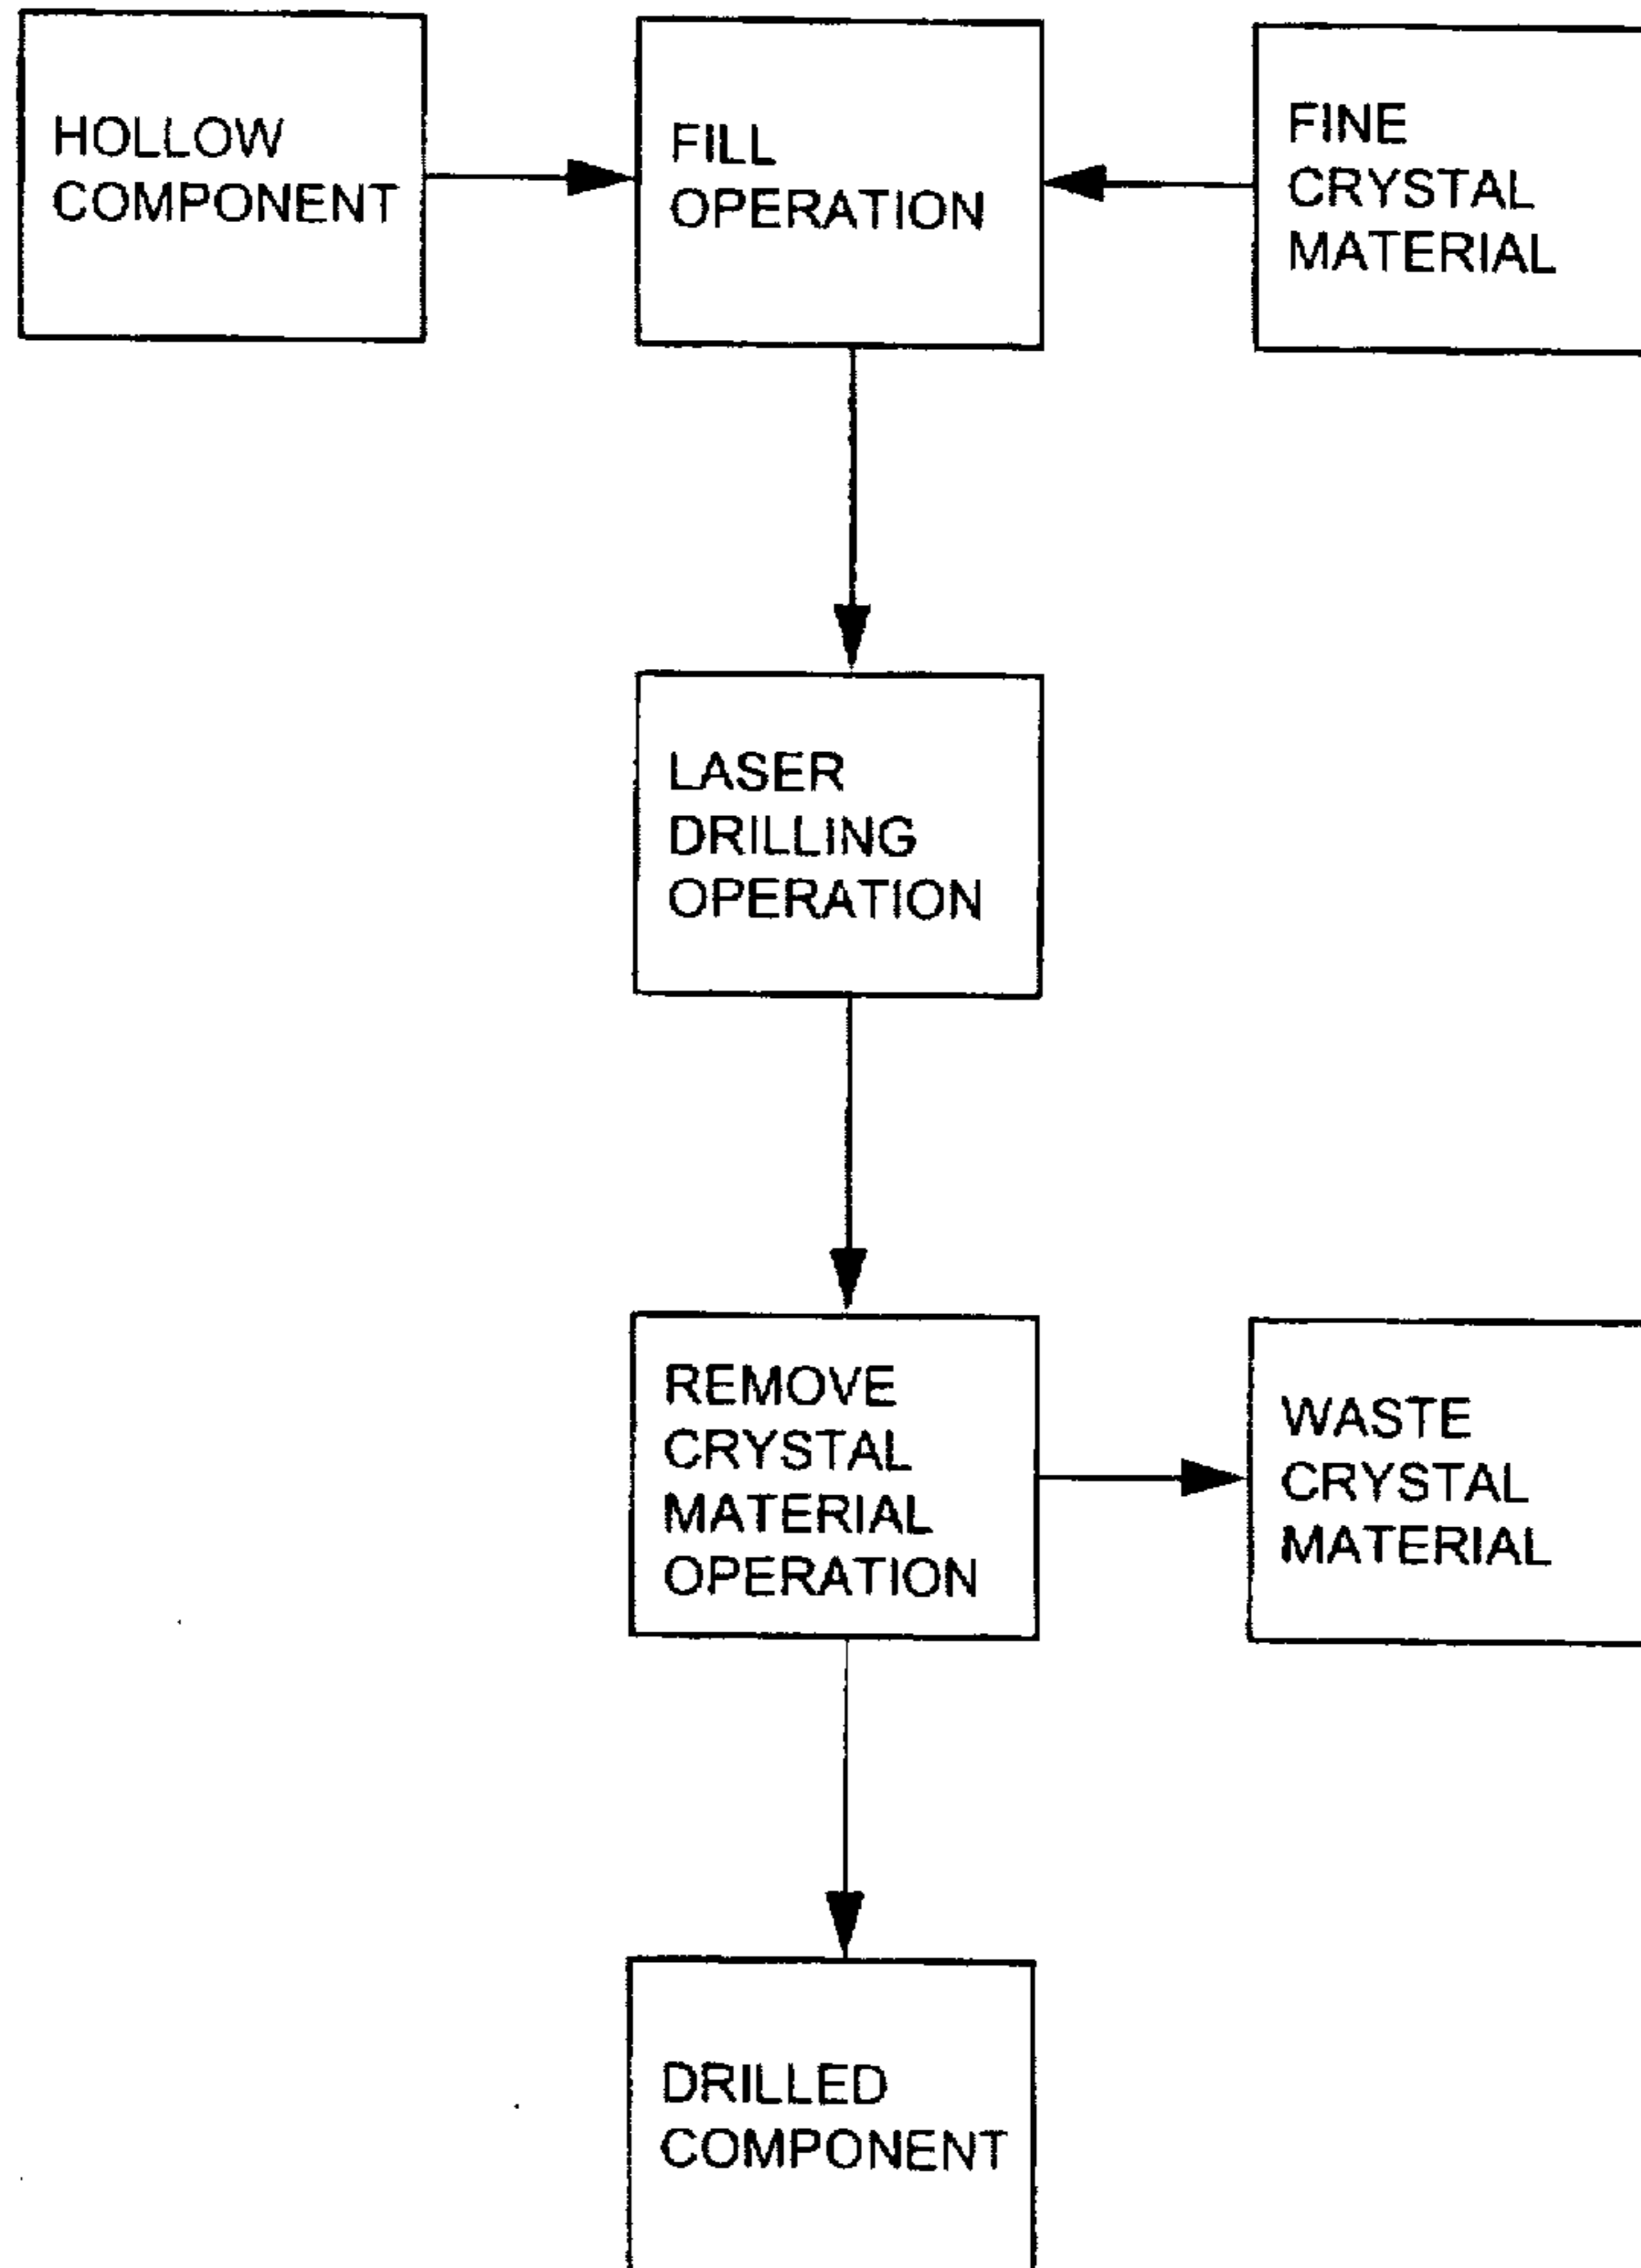 HOLLOW
COMPONENT
FILL
OPERATION
FINE
CRYSTAL
MATERIAL
LASER
DRILLING
OPERATION
REMOVE
CRYSTAL
MATERIAL
OPERATION
WASTE
CRYSTAL
MATERIAL
DRILLED
COMPONENT